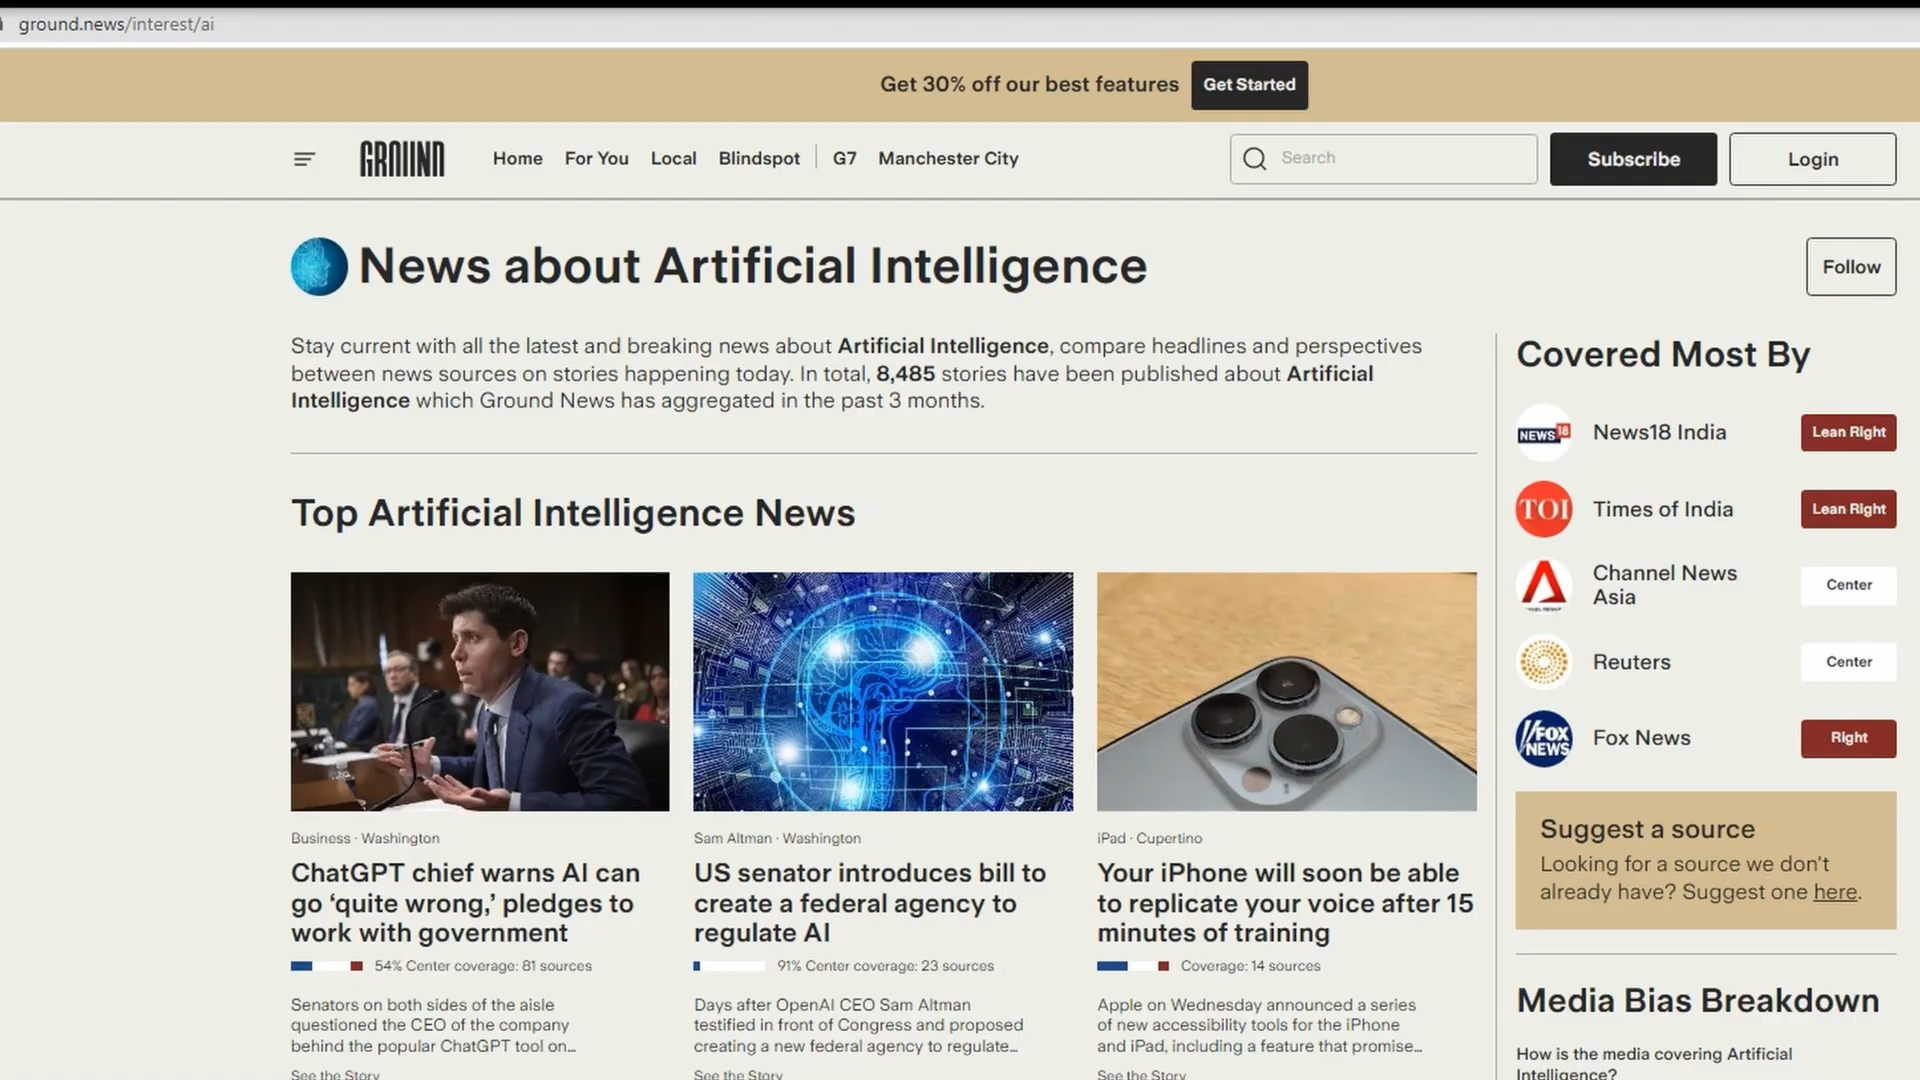 ground.news/interest/ai
Get 30% off our best features
Get Started
GROUND
Home
For You
Local
Blindspot
G7
Manchester City
Search
Subscribe
Login
News about Artificial Intelligence
Follow
Stay current with all the latest and breaking news about Artificial Intelligence, compare headlines and perspectives
between news sources on stories happening today. In total, 8,485 stories have been published about Artificial
Intelligence which Ground News has aggregated in the past 3 months.
Top Artificial Intelligence News
Business · Washington
ChatGPT chief warns AI can
go ‘quite wrong,’ pledges to
work with government
54% Center coverage: 81 sources
Senators on both sides of the aisle
questioned the CEO of the company
behind the popular ChatGPT tool on...
See the Story
Sam Altman · Washington
US senator introduces bill to
create a federal agency to
regulate AI
91% Center coverage: 23 sources
Days after OpenAI CEO Sam Altman
testified in front of Congress and proposed
creating a new federal agency to regulate...
See the Story
iPad · Cupertino
Your iPhone will soon be able
to replicate your voice after 15
minutes of training
Coverage: 14 sources
Apple on Wednesday announced a series
of new accessibility tools for the iPhone
and iPad, including a feature that promise...
See the Story
Covered Most By
NEWS18
News18 India
Lean Right
TOI
Times of India
Lean Right
Channel News
Asia
Center
Reuters
Center
FOX
NEWS
Fox News
Right
Suggest a source
Looking for a source we don't
already have? Suggest one here.
Media Bias Breakdown
How is the media covering Artificial
Intelligence?